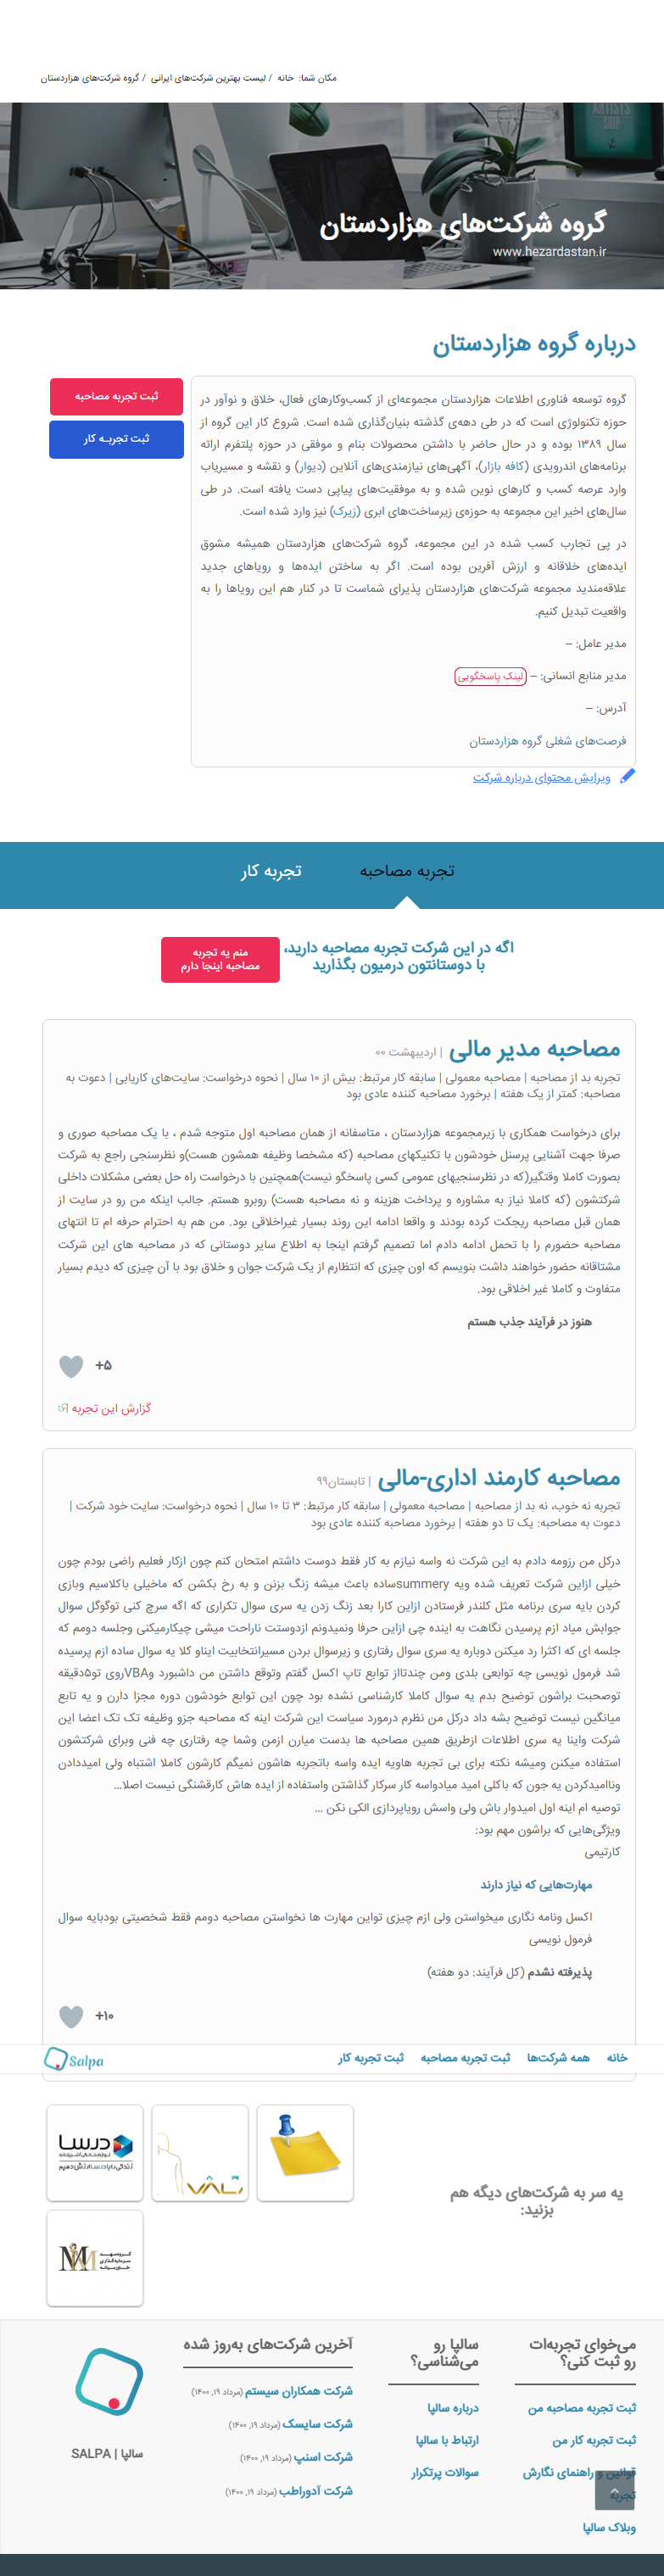 مکان شما: خانه / لیست بهترین شرکت‌های ایرانی / گروه شرکت‌های هزاردستان
گروه شرکت‌های هزاردستان
www.hezardastan.ir
درباره گروه هزاردستان
ثبت تجربه مصاحبه
ثبت تجربـه کار
گروه توسعه فناوری اطلاعات هزاردستان مجموعه‌ای از کسب‌وکارهای فعال، خلاق و نوآور در
حوزه تکنولوژی است که در طی دهه‌ی گذشته بنیان‌گذاری شده است. شروع کار این گروه از
سال ۱۳۸۹ بوده و در حال حاضر با داشتن محصولات بنام و موفقی در حوزه پلتفرم ارائه
برنامه‌های اندرویدی (کافه بازار)، آگهی‌های نیازمندی‌های آنلاین (دیوار) و نقشه و مسیریاب
وارد عرصه کسب و کارهای نوین شده و به موفقیت‌های پیاپی دست یافته است. در طی
سال‌های اخیر این مجموعه به حوزه‌ی زیرساخت‌های ابری (زیرک) نیز وارد شده است.
در پی تجارب کسب شده در این مجموعه، گروه شرکت‌های هزاردستان همیشه مشوق
ایده‌های خلاقانه و ارزش آفرین بوده است. اگر به ساختن ایده‌ها و رویاهای جدید
علاقه‌مندید مجموعه شرکت‌های هزاردستان پذیرای شماست تا در کنار هم این رویاها را به
واقعیت تبدیل کنیم.
مدیر عامل: –
مدیر منابع انسانی: – لینک پاسخگویی
آدرس: –
فرصت‌های شغلی گروه هزاردستان
ویرایش محتوای درباره شرکت
تجربه مصاحبه
تجربه کار
اگه در این شرکت تجربه مصاحبه دارید،
با دوستانتون درمیون بگذارید
منم یه تجربه
مصاحبه اینجا دارم
مصاحبه مدیر مالی | اردیبهشت ۰۰
تجربه بد از مصاحبه | مصاحبه معمولی | سابقه کار مرتبط: بیش از ۱۰ سال | نحوه درخواست: سایت‌های کاریابی | دعوت به
مصاحبه: کمتر از یک هفته | برخورد مصاحبه کننده عادی بود
برای درخواست همکاری با زیرمجموعه هزاردستان ، متاسفانه از همان مصاحبه اول متوجه شدم ، با یک مصاحبه صوری و
صرفا جهت آشنایی پرسنل خودشون با تکنیکهای مصاحبه (که مشخصا وظیفه همشون هست)و نظرسنجی راجع به شرکت
بصورت کاملا وقتگیر(که در نظرسنجیهای عمومی کسی پاسخگو نیست)همچنین با درخواست راه حل بعضی مشکلات داخلی
شرکتشون (که کاملا نیاز به مشاوره و پرداخت هزینه و نه مصاحبه هست) روبرو هستم. جالب اینکه من رو در سایت از
همان قبل مصاحبه ریجکت کرده بودند و واقعا ادامه این روند بسیار غیراخلاقی بود. من هم به احترام حرفه ام تا انتهای
مصاحبه حضورم را با تحمل ادامه دادم اما تصمیم گرفتم اینجا به اطلاع سایر دوستانی که در مصاحبه های این شرکت
مشتاقانه حضور خواهند داشت بنویسم که اون چیزی که انتظارم از یک شرکت جوان و خلاق بود با آن چیزی که دیدم بسیار
متفاوت و کاملا غیر اخلاقی بود.
هنوز در فرآیند جذب هستم
+۵
گزارش این تجربه
مصاحبه کارمند اداری-مالی | تابستان۹۹
تجربه نه خوب، نه بد از مصاحبه | مصاحبه معمولی | سابقه کار مرتبط: ۳ تا ۱۰ سال | نحوه درخواست: سایت خود شرکت |
دعوت به مصاحبه: یک تا دو هفته | برخورد مصاحبه کننده عادی بود
درکل من رزومه دادم به این شرکت نه واسه نیازم به کار فقط دوست داشتم امتحان کنم چون ازکار فعلیم راضی بودم چون
خیلی ازاین شرکت تعریف شده ویه summeryساده باعث میشه زنگ بزنن و به رخ بکشن که ماخیلی باکلاسیم وبازی
کردن بایه سری برنامه مثل کلندر فرستادن ازاین کارا بعد زنگ زدن یه سری سوال تکراری که اگه سرچ کنی توگوگل سوال
جوابش میاد ازم پرسیدن نگاهت به اینده چی ازاین حرفا ونمیدونم ازدوستت ناراحت میشی چیکارمیکنی وجلسه دومم که
جلسه ای که اکثرا رد میکنن دوباره یه سری سوال رفتاری و زیرسوال بردن مسیرانتخابیت ایناو کلا یه سوال ساده ازم پرسیده
شد فرمول نویسی چه توابعی بلدی ومن چندتااز توابع تاپ اکسل گفتم وتوقع داشتن من داشبورد وVBAروی تو۵دقیقه
توصحبت براشون توضیح بدم یه سوال کاملا کارشناسی نشده بود چون این توابع خودشون دوره مجزا دارن و یه تابع
میانگین نیست توضیح بشه داد درکل من نظرم درمورد سیاست این شرکت اینه که مصاحبه جزو وظیفه تک تک اعضا این
شرکت واینا یه سری اطلاعات ازطریق همین مصاحبه ها بدست میارن ازمن وشما چه رفتاری چه فنی وبرای شرکتشون
استفاده میکنن ومیشه نکته برای بی تجربه هاویه ایده واسه باتجربه هاشون نمیگم کارشون کاملا اشتباه ولی امیددادن
وناامیدکردن یه جون که باکلی امید میادواسه کار سرکار گذاشتن واستفاده از ایده هاش کارقشنگی نیست اصلا...
توصیه ام اینه اول امیدوار باش ولی واسش رویاپردازی الکی نکن ...
ویژگی‌هایی که براشون مهم بود:
کارتیمی
مهارت‌هایی که نیاز دارند
اکسل ونامه نگاری میخواستن ولی ازم چیزی تواین مهارت ها نخواستن مصاحبه دومم فقط شخصیتی بودبایه سوال
فرمول نویسی
پذیرفته نشدم (کل فرآیند: دو هفته)
+۱۰
خانه
همه شرکت‌ها
ثبت تجربه مصاحبه
ثبت تجربه کار
Salpa
یه سر به شرکت‌های دیگه هم
بزنید:
درسا
می‌خوای تجربه‌ات
رو ثبت کنی؟
ثبت تجربه مصاحبه من
ثبت تجربه کار من
قوانین و راهنمای نگارش
تجربه
وبلاگ سالپا
سالپا رو
می‌شناسی؟
درباره سالپا
ارتباط با سالپا
سوالات پرتکرار
آخرین شرکت‌های به‌روز شده
شرکت همکاران سیستم (مرداد ۱۹, ۱۴۰۰)
شرکت سایسک (مرداد ۱۹, ۱۴۰۰)
شرکت اسنپ (مرداد ۱۹, ۱۴۰۰)
شرکت آدوراطب (مرداد ۱۹, ۱۴۰۰)
سالپا | SALPA